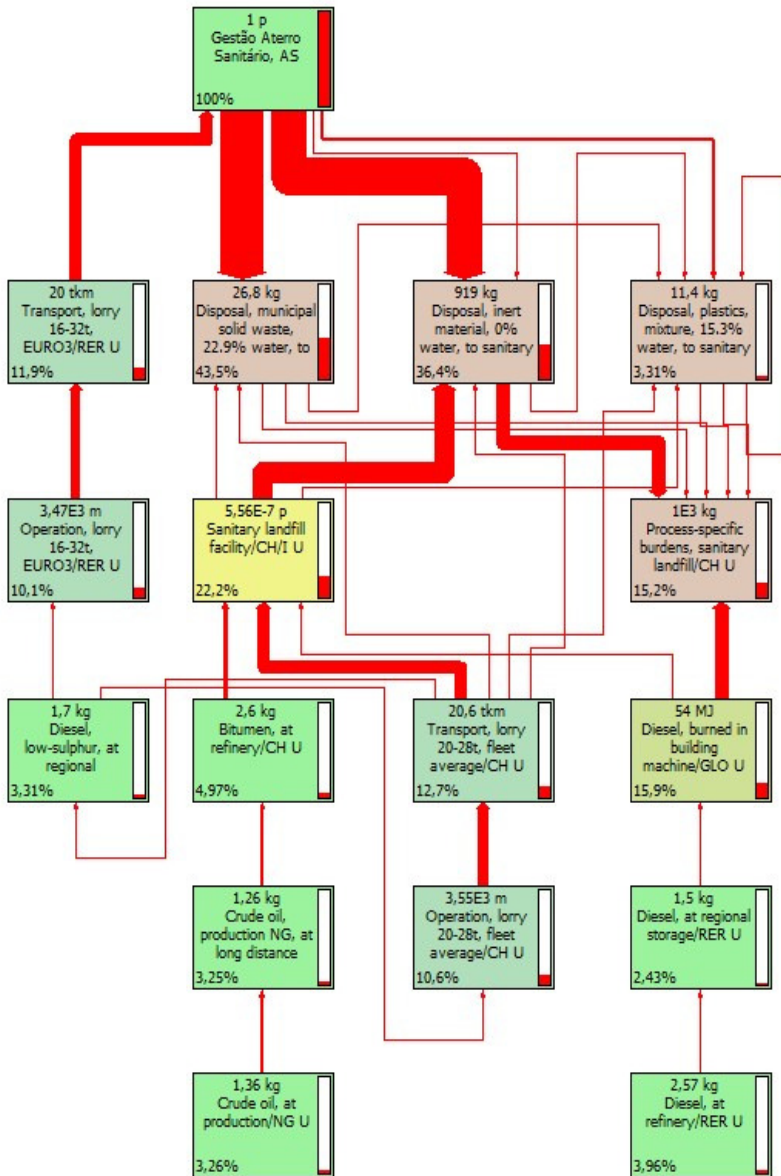 1 p
Gestão Aterro
Sanitário, AS
100%
20 tkm
Transport, lorry
16-32t,
EURO3/RER U
11,9%
26,8 kg
Disposal, municipal
solid waste,
22.9% water, to
43,5%
919 kg
Disposal, inert
material, 0%
water, to sanitary
36,4%
11,4 kg
Disposal, plastics,
mixture, 15.3%
water, to sanitary
3,31%
3,47E3 m
Operation, lorry
16-32t,
EURO3/RER U
10,1%
5,56E-7 p
Sanitary landfill
facility/CH/I U
22,2%
1E3 kg
Process-specific
burdens, sanitary
landfill/CH U
15,2%
1,7 kg
Diesel,
low-sulphur, at
regional
3,31%
2,6 kg
Bitumen, at
refinery/CH U
4,97%
20,6 tkm
Transport, lorry
20-28t, fleet
average/CH U
12,7%
54 MJ
Diesel, burned in
building
machine/GLO U
15,9%
1,26 kg
Crude oil,
production NG, at
long distance
3,25%
3,55E3 m
Operation, lorry
20-28t, fleet
average/CH U
10,6%
1,5 kg
Diesel, at regional
storage/RER U
2,43%
1,36 kg
Crude oil, at
production/NG U
3,26%
2,57 kg
Diesel, at
refinery/RER U
3,96%